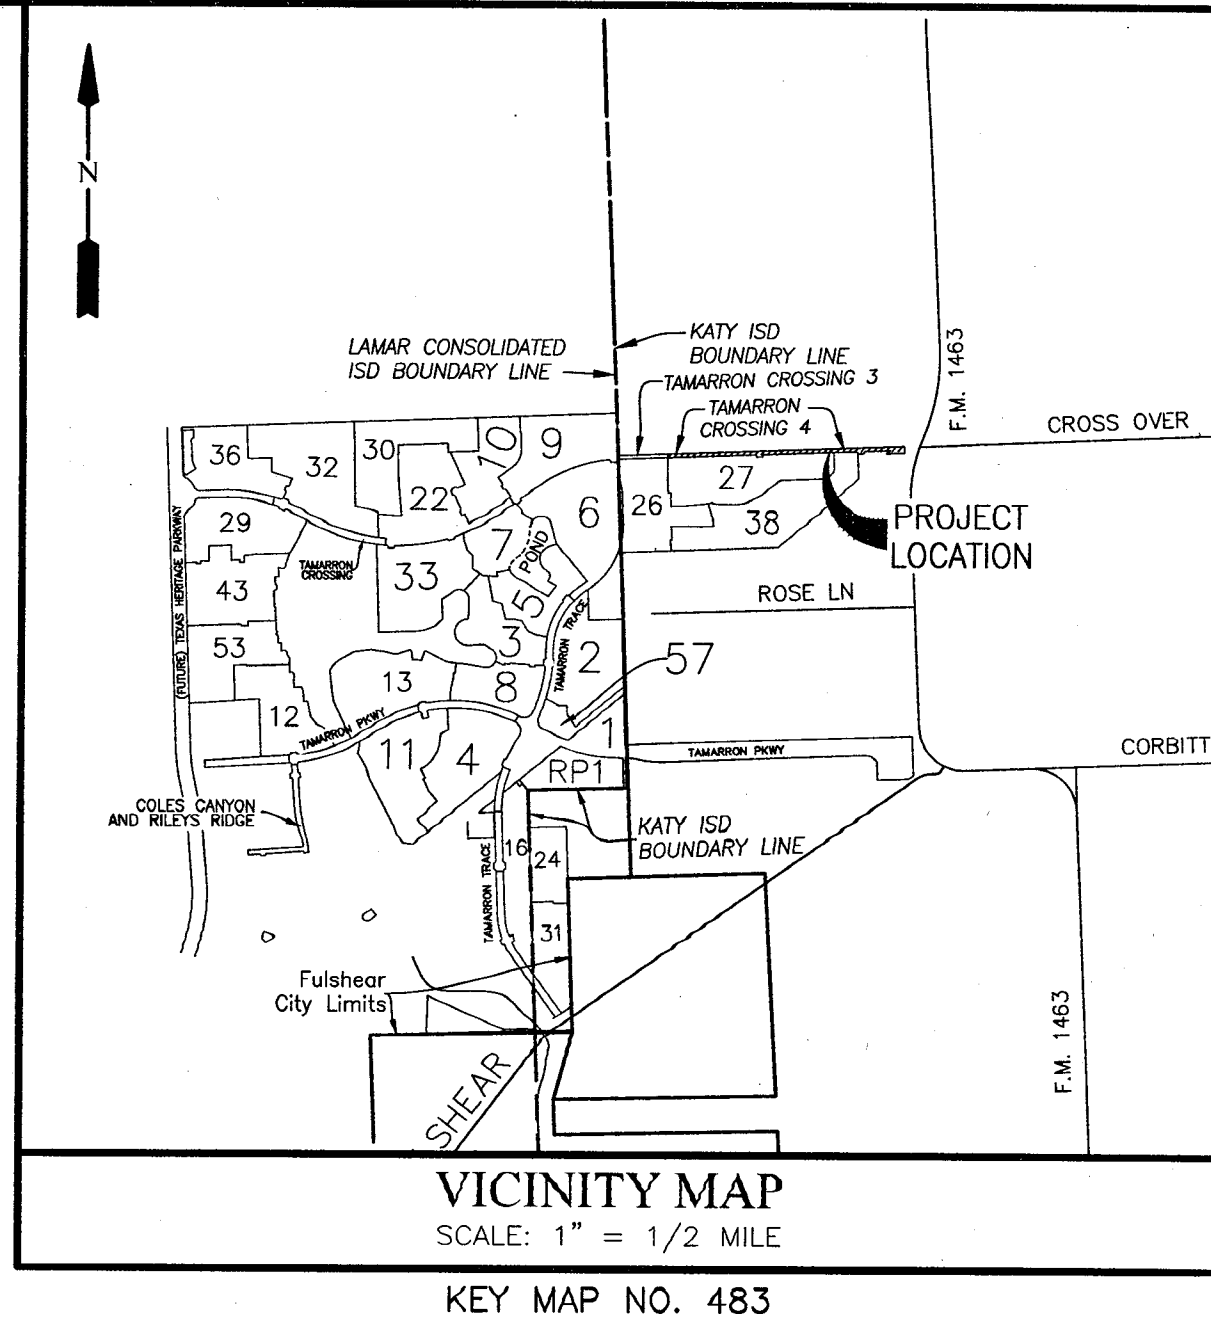 N
LAMAR CONSOLIDATED
ISD BOUNDARY LINE
KATY ISD
BOUNDARY LINE
TAMARRON CROSSING 3
TAMARRON
CROSSING 4
F.M. 1463
CROSS OVER
36
32
30
22
10
9
6
26
27
38
PROJECT
LOCATION
29
TAMARRON
CROSSING
33
7
POND
5
43
(FUTURE) TEXAS HERITAGE PARKWAY
ROSE LN
53
3
TAMARRON TRACE
2
57
13
8
12
TAMARRON PKWY
11
4
1
RP1
TAMARRON PKWY
CORBITT
COLES CANYON
AND RILEYS RIDGE
KATY ISD
BOUNDARY LINE
16
24
TAMARRON TRACE
31
Fulshear
City Limits
SHEAR
F.M. 1463
VICINITY MAP
SCALE: 1" = 1/2 MILE
KEY MAP NO. 483